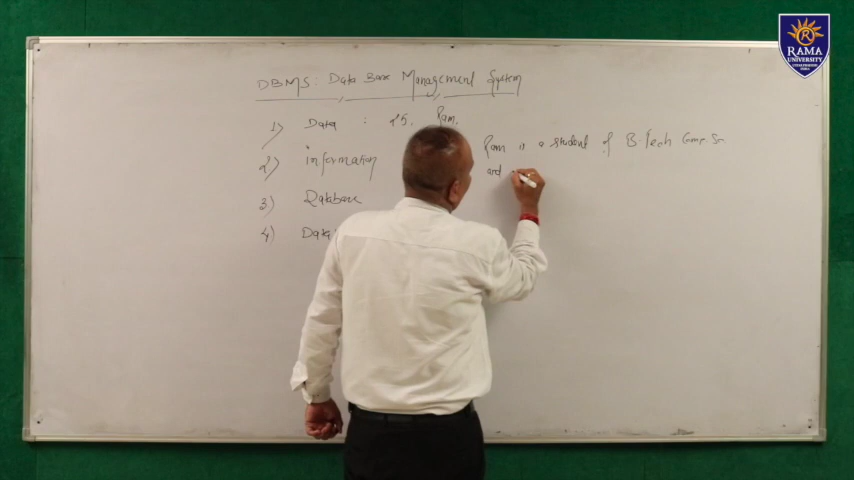 DBMS: Data Base Management System
1) Data : 25. Ram.
2) information
Ram is a student of B.Tech Comp. Sc.
and
3) Database
4) Data
RAMA
UNIVERSITY